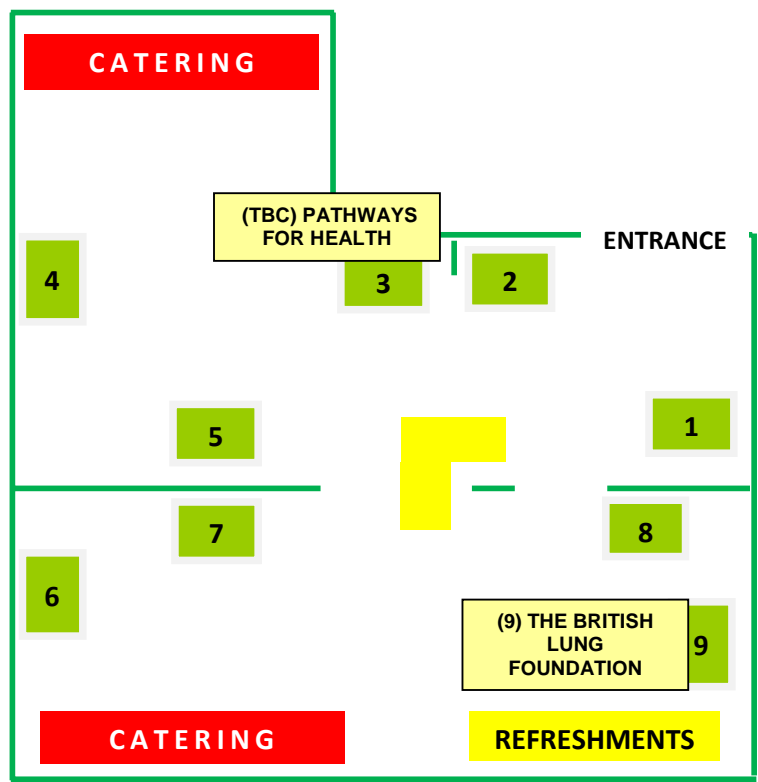 CATERING
(TBC) PATHWAYS
FOR HEALTH
ENTRANCE
4
3
2
5
1
7
8
6
(9) THE BRITISH
LUNG
FOUNDATION
9
CATERING
REFRESHMENTS